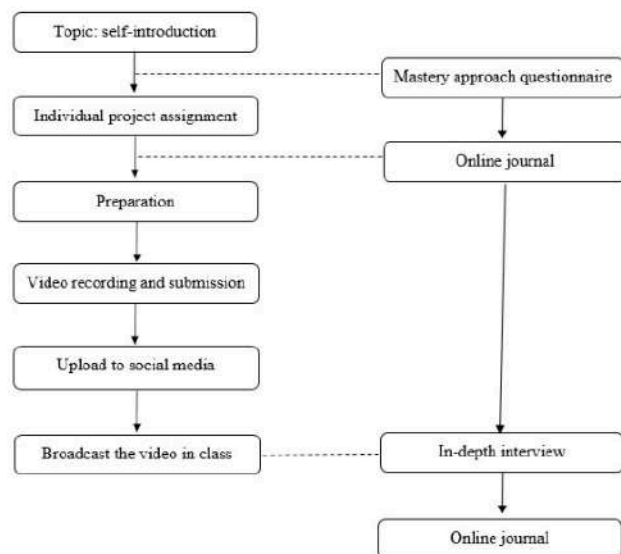 Topic: self-introduction
Mastery approach questionnaire
Individual project assignment
Online journal
Preparation
Video recording and submission
Upload to social media
Broadcast the video in class
In-depth interview
Online journal